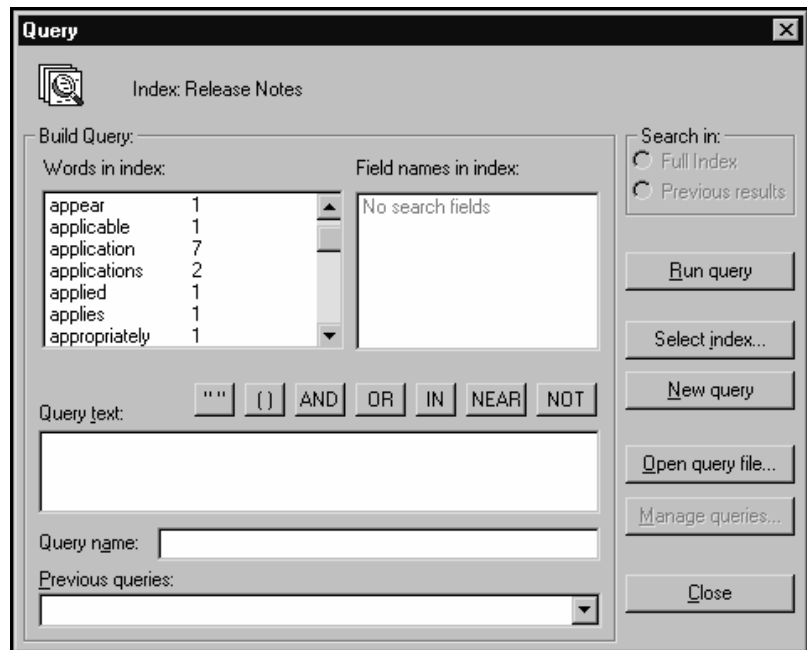 Query
Index: Release Notes
Build Query:
Words in index:
appear 1
applicable 1
application 7
applications 2
applied 1
applies 1
appropriately 1
Field names in index:
No search fields
Search in:
Full Index
Previous results
Run query
Select index...
New query
Open query file...
Manage queries...
Close
" " ( ) AND OR IN NEAR NOT
Query text:
Query name:
Previous queries: